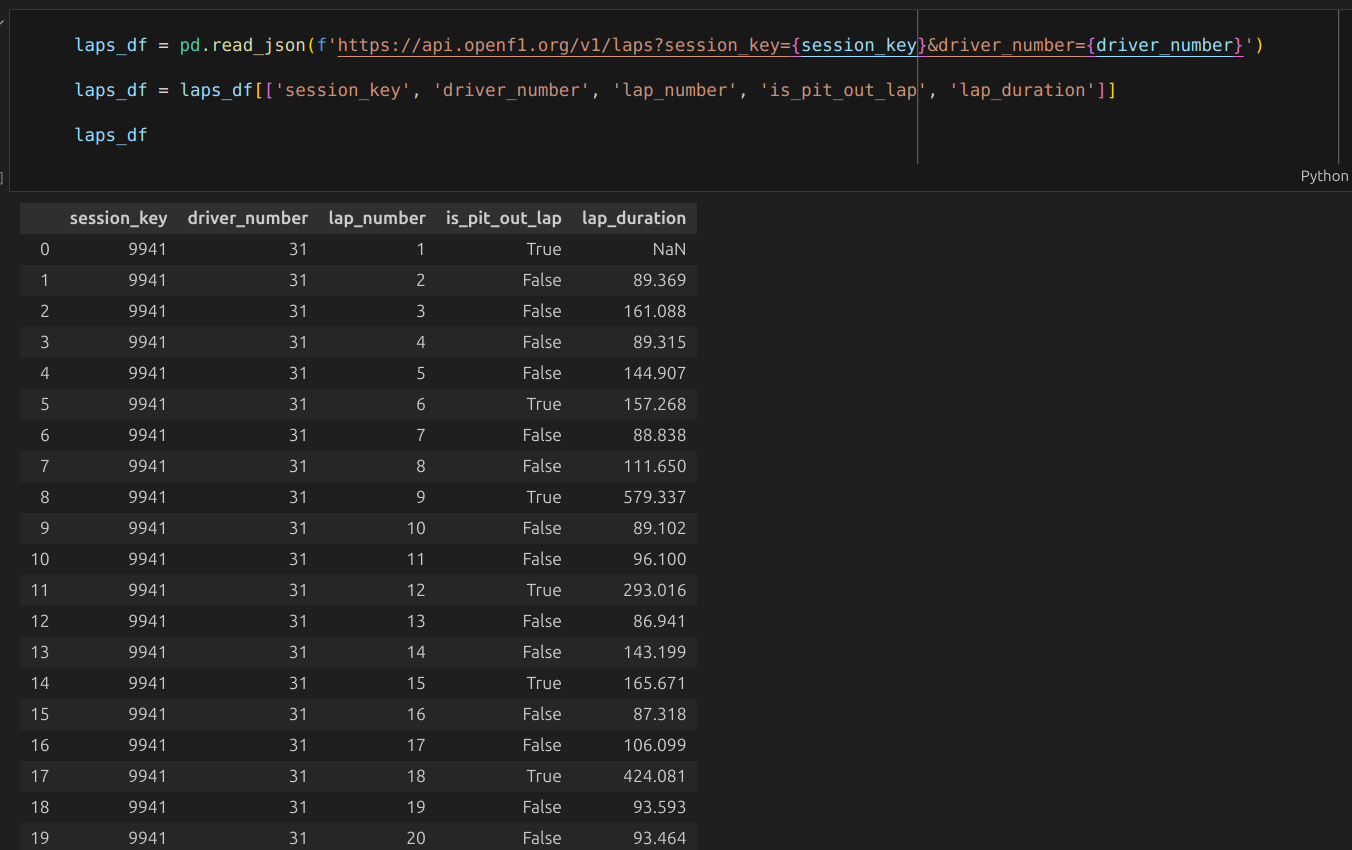 laps_df = pd.read_json(f'https://api.openf1.org/v1/laps?session_key={session_key}&driver_number={driver_number}')
laps_df = laps_df[['session_key', 'driver_number', 'lap_number', 'is_pit_out_lap', 'lap_duration']]
laps_df
Python
session_key driver_number lap_number is_pit_out_lap lap_duration
0 9941 31 1 True NaN
1 9941 31 2 False 89.369
2 9941 31 3 False 161.088
3 9941 31 4 False 89.315
4 9941 31 5 False 144.907
5 9941 31 6 True 157.268
6 9941 31 7 False 88.838
7 9941 31 8 False 111.650
8 9941 31 9 True 579.337
9 9941 31 10 False 89.102
10 9941 31 11 False 96.100
11 9941 31 12 True 293.016
12 9941 31 13 False 86.941
13 9941 31 14 False 143.199
14 9941 31 15 True 165.671
15 9941 31 16 False 87.318
16 9941 31 17 False 106.099
17 9941 31 18 True 424.081
18 9941 31 19 False 93.593
19 9941 31 20 False 93.464